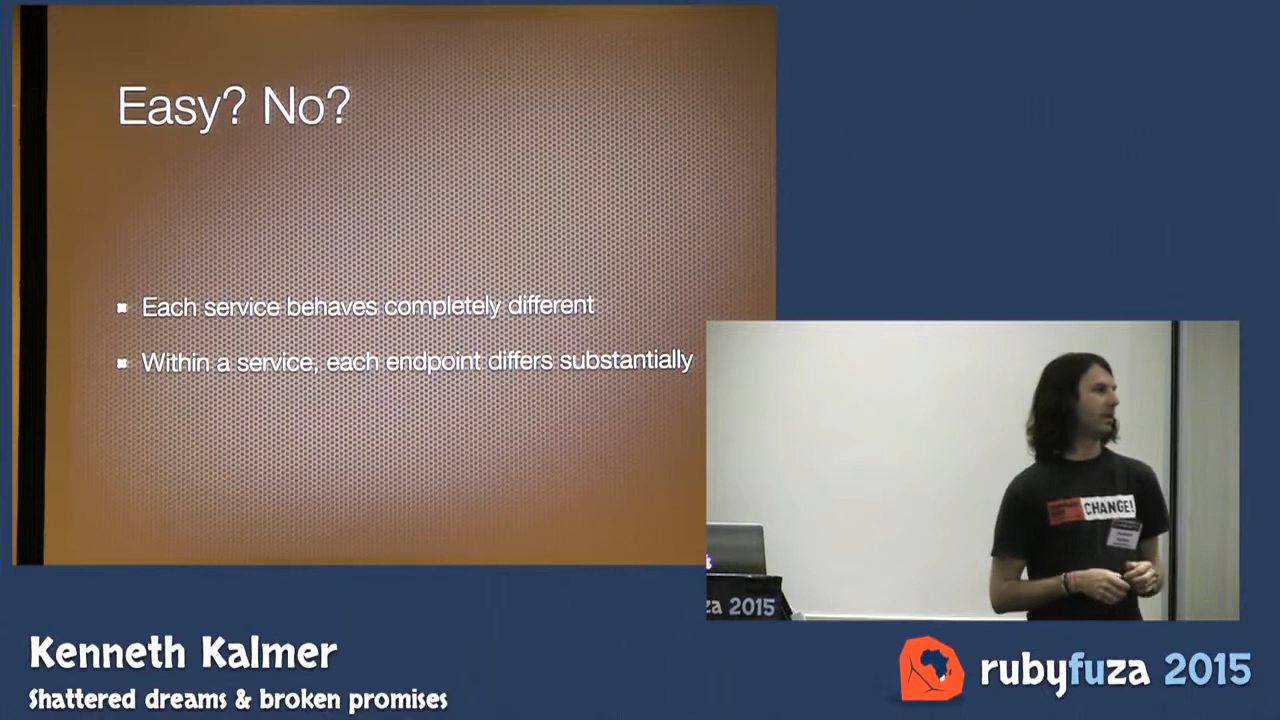 Easy? No?
Each service behaves completely different
Within a service, each endpoint differs substantially
CHANGE!
za 2015
Kenneth Kalmer
Shattered dreams & broken promises
rubyfuza 2015